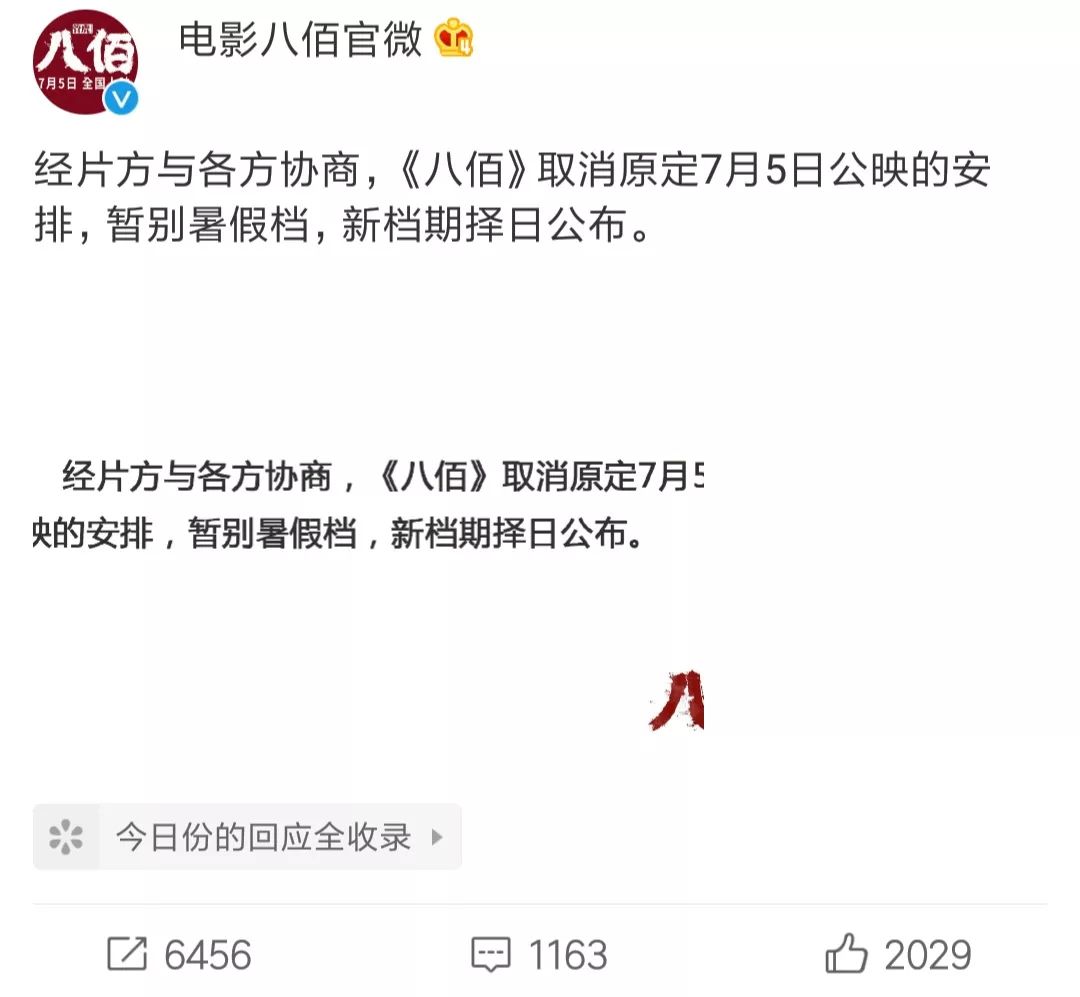 八佰
7月5日 全国
电影八佰官微
4
经片方与各方协商，《八佰》取消原定7月5日公映的安
排，暂别暑假档，新档期择日公布。
经片方与各方协商，《八佰》取消原定7月5
映的安排，暂别暑假档，新档期择日公布。
八
今日份的回应全收录
6456
1163
2029